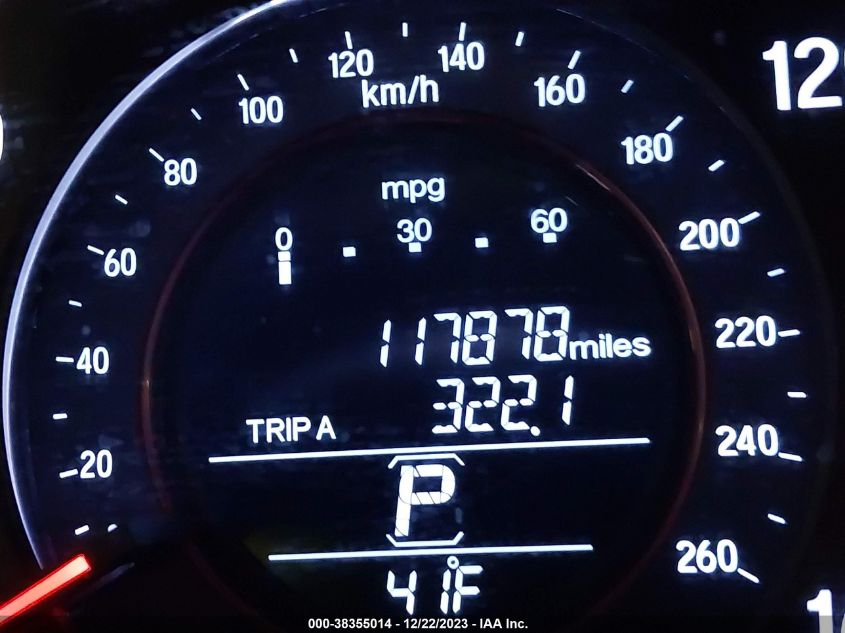 120 140
km/h
100 160
80 180
mpg
0 30 60
60 200
117878 miles
40 220
TRIP A 322.1
20 240
P
260
41°F
000-38355014 - 12/22/2023 - IAA Inc.